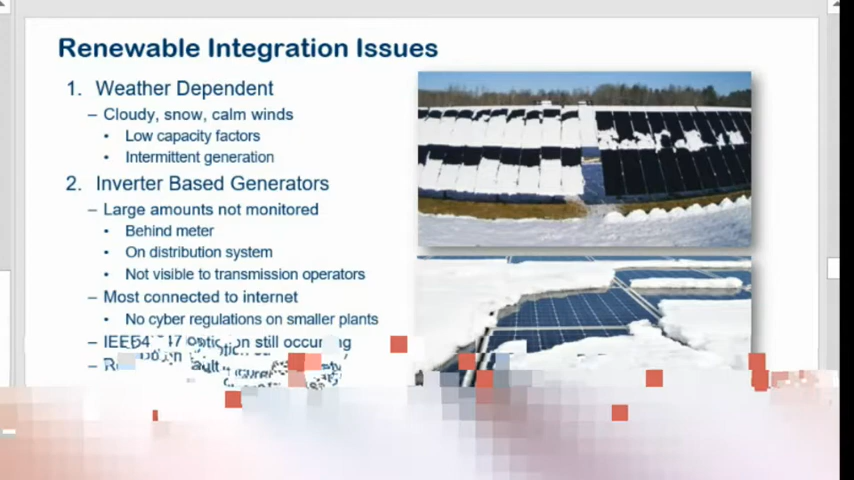 Renewable Integration Issues
1. Weather Dependent
– Cloudy, snow, calm winds
• Low capacity factors
• Intermittent generation
2. Inverter Based Generators
– Large amounts not monitored
• Behind meter
• On distribution system
• Not visible to transmission operators
– Most connected to internet
• No cyber regulations on smaller plants
– still occurring